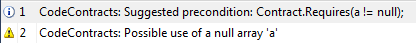 1 CodeContracts: Suggested precondition: Contract.Requires(a != null);
2 CodeContracts: Possible use of a null array 'a'